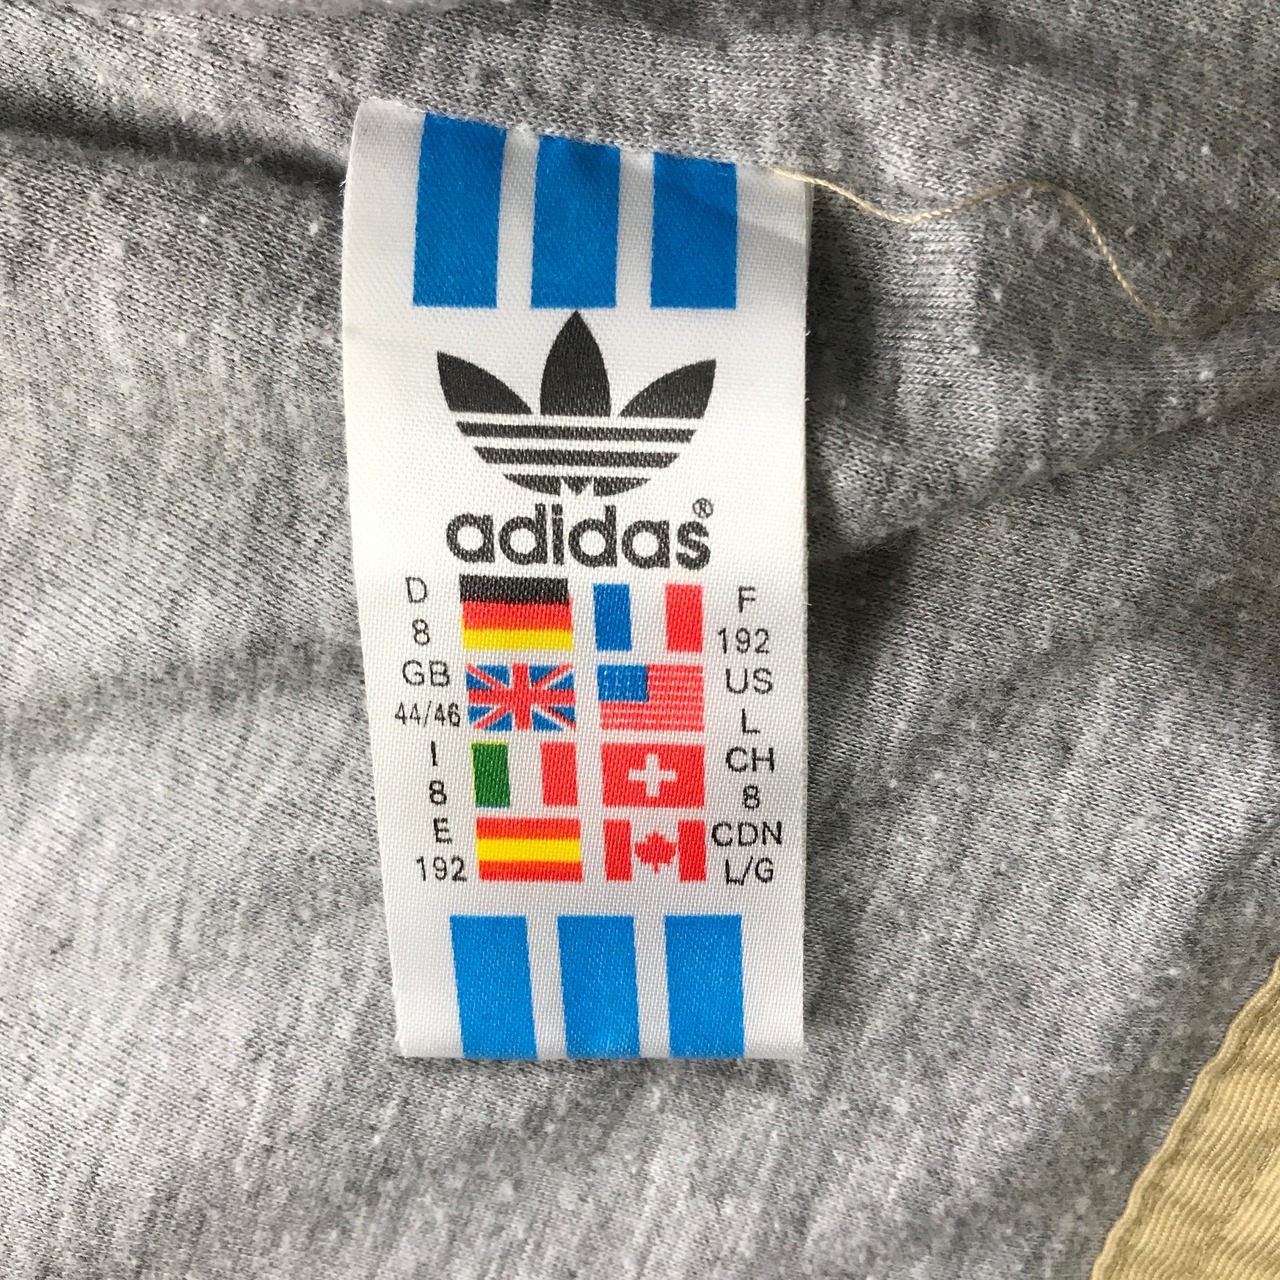 adidas®
D
8
F
192
GB
44/46
US
L
I
8
CH
8
E
192
CDN
L/G